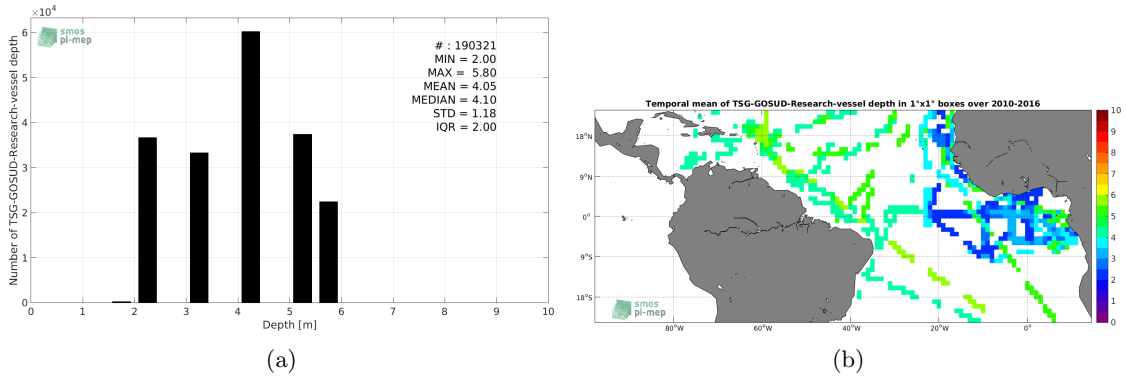 ×10⁴
smos
pi-mep
# : 190321
MIN = 2.00
MAX = 5.80
MEAN = 4.05
MEDIAN = 4.10
STD = 1.18
IQR = 2.00
Number of TSG-GOSUD-Research-vessel depth
6
5
4
3
2
1
0
0 1 2 3 4 5 6 7 8 9 10
Depth [m]
(a)
Temporal mean of TSG-GOSUD-Research-vessel depth in 1°x1° boxes over 2010-2016
18°N
9°N
0°
9°S
18°S
80°W 60°W 40°W 20°W 0°
10
9
8
7
6
5
4
3
2
1
0
smos
pi-mep
(b)